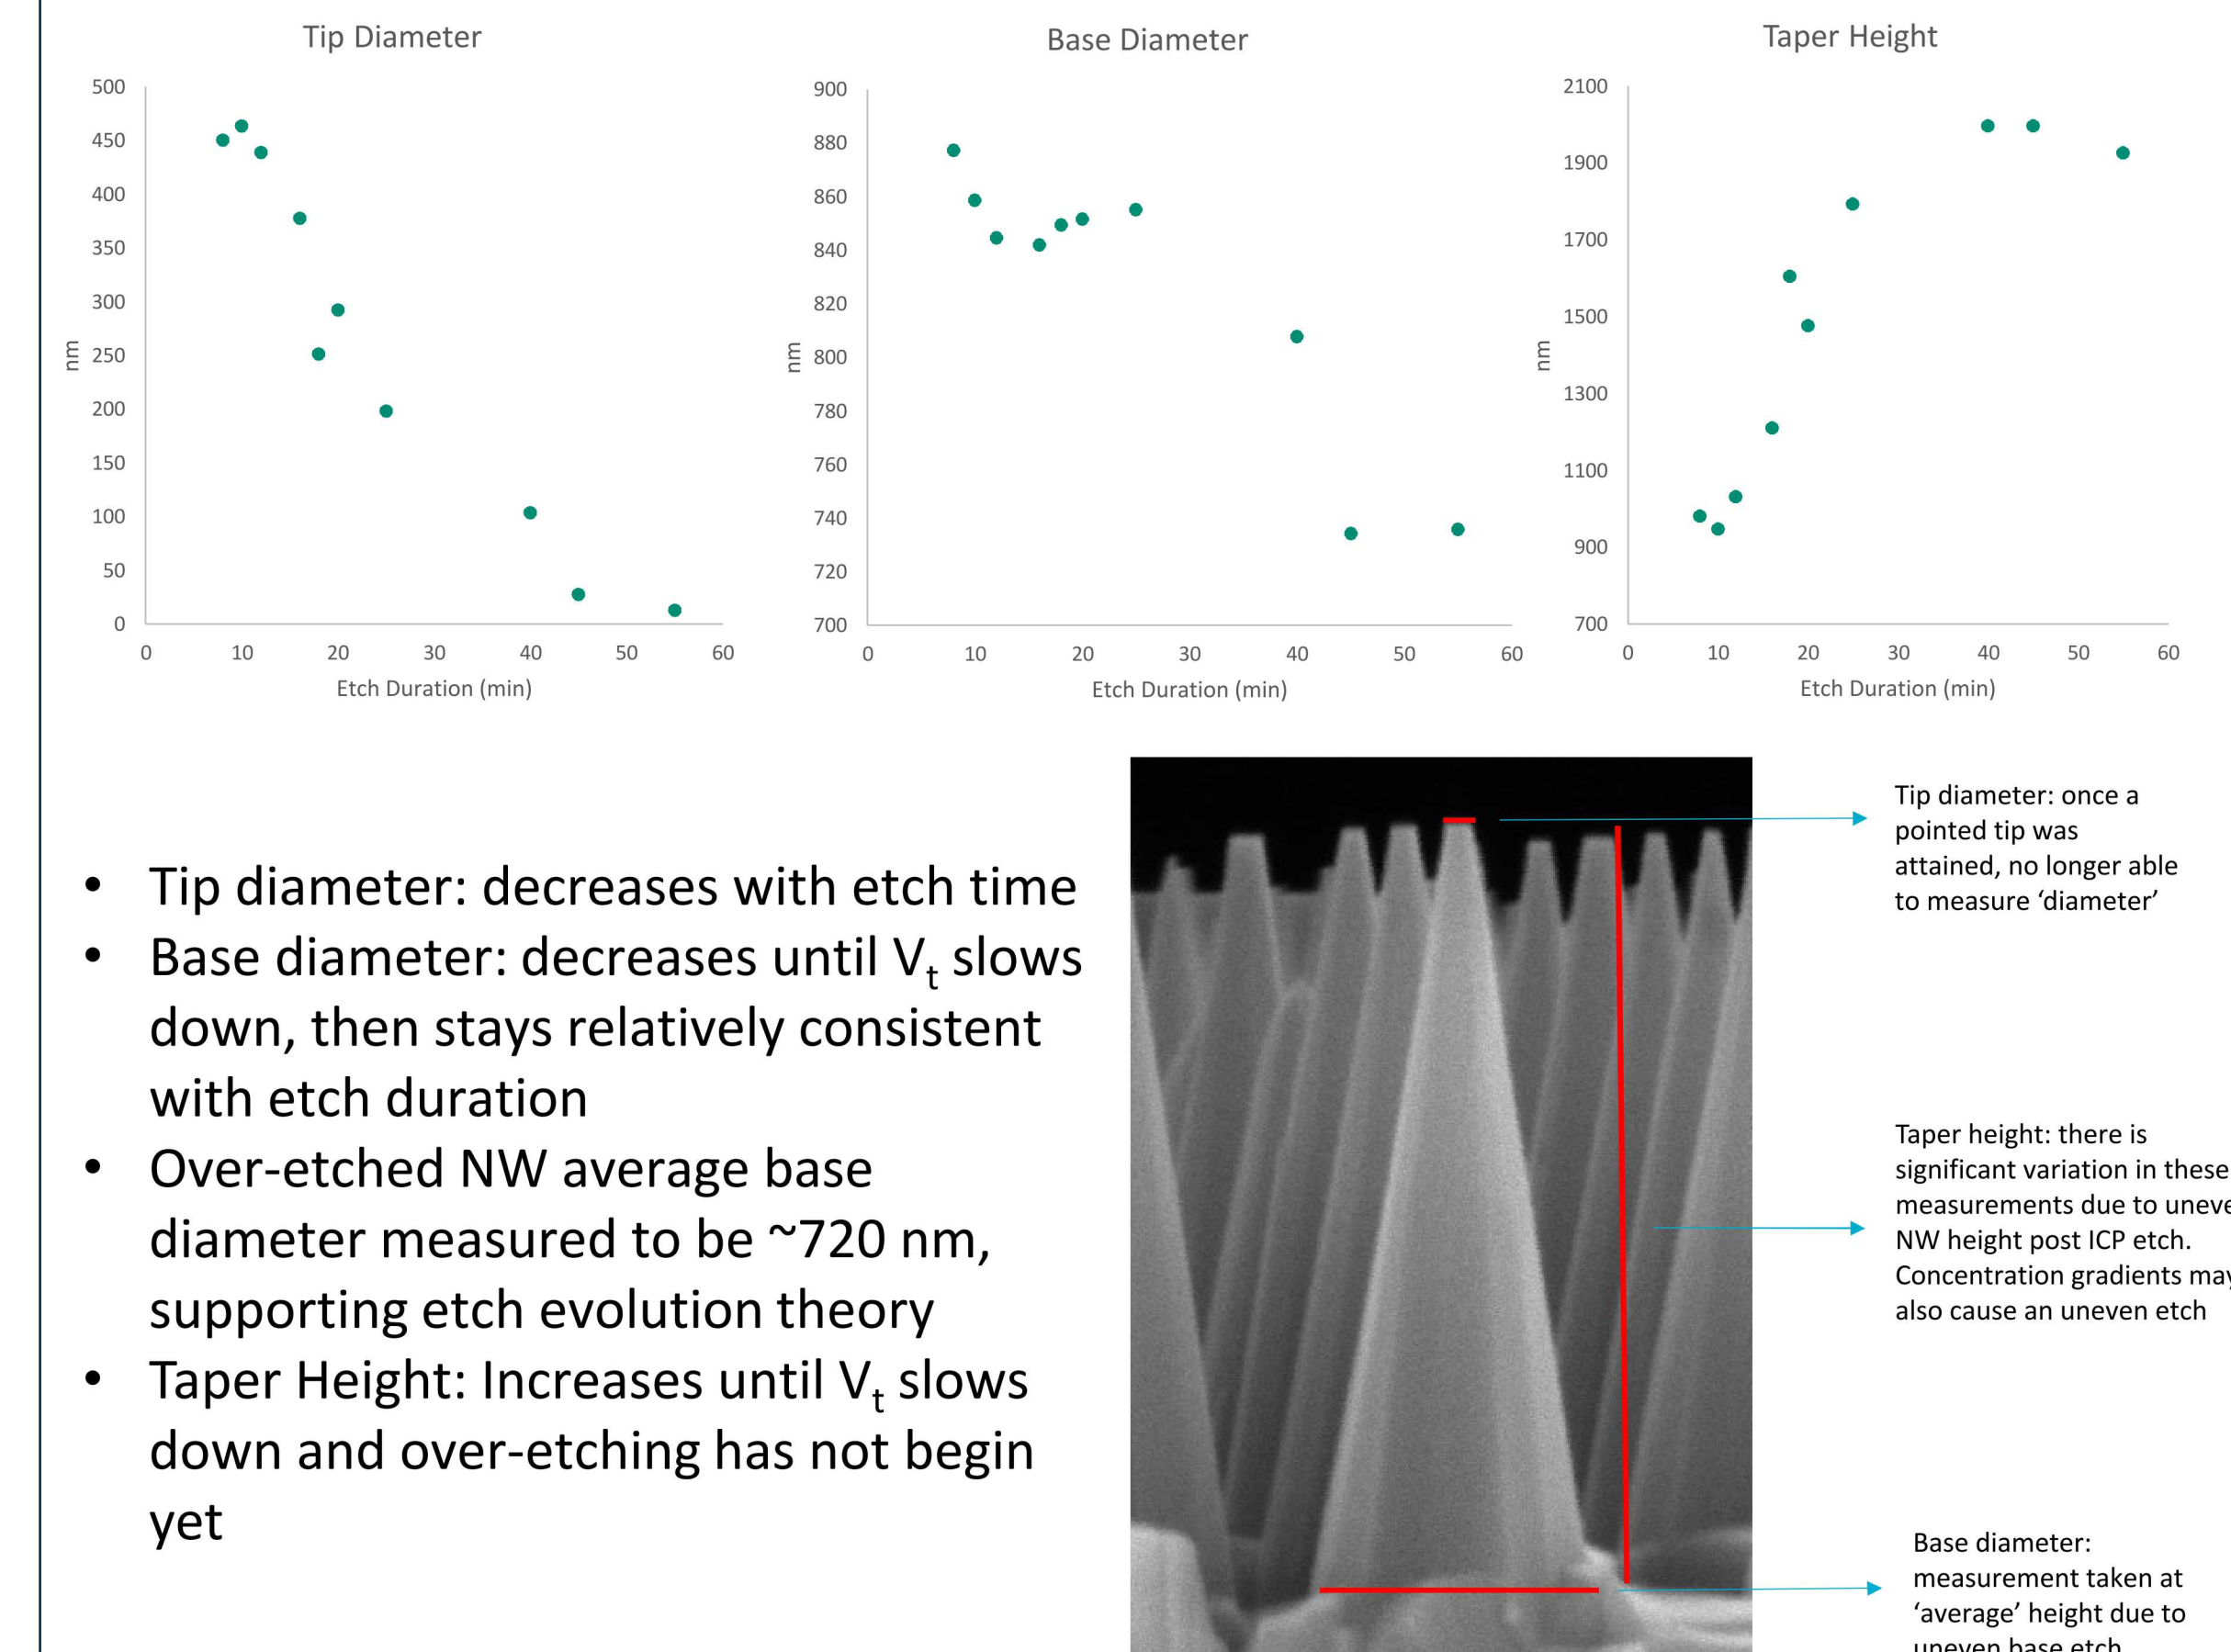 Tip Diameter
500
450
400
350
300
250
200
150
100
50
0
nm
0 10 20 30 40 50 60
Etch Duration (min)
Base Diameter
900
880
860
840
820
800
780
760
740
720
700
nm
0 10 20 30 40 50 60
Etch Duration (min)
Taper Height
2100
1900
1700
1500
1300
1100
900
700
nm
0 10 20 30 40 50 60
Etch Duration (min)
• Tip diameter: decreases with etch time
• Base diameter: decreases until Vt slows
down, then stays relatively consistent
with etch duration
• Over-etched NW average base
diameter measured to be ~720 nm,
supporting etch evolution theory
• Taper Height: Increases until Vt slows
down and over-etching has not begin
yet
Tip diameter: once a
pointed tip was
attained, no longer able
to measure ‘diameter’
Taper height: there is
significant variation in these
measurements due to uneve
NW height post ICP etch.
Concentration gradients may
also cause an uneven etch
Base diameter:
measurement taken at
‘average’ height due to
uneven base etch